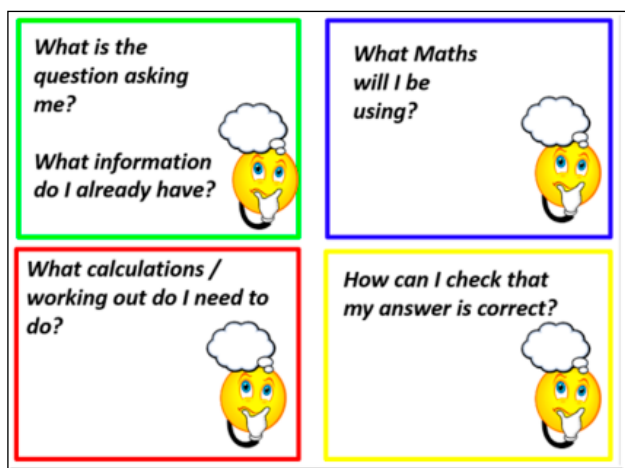 What is the
question asking
me?
What information
do I already have?
What Maths
will I be
using?
What calculations /
working out do I need to
do?
How can I check that
my answer is correct?